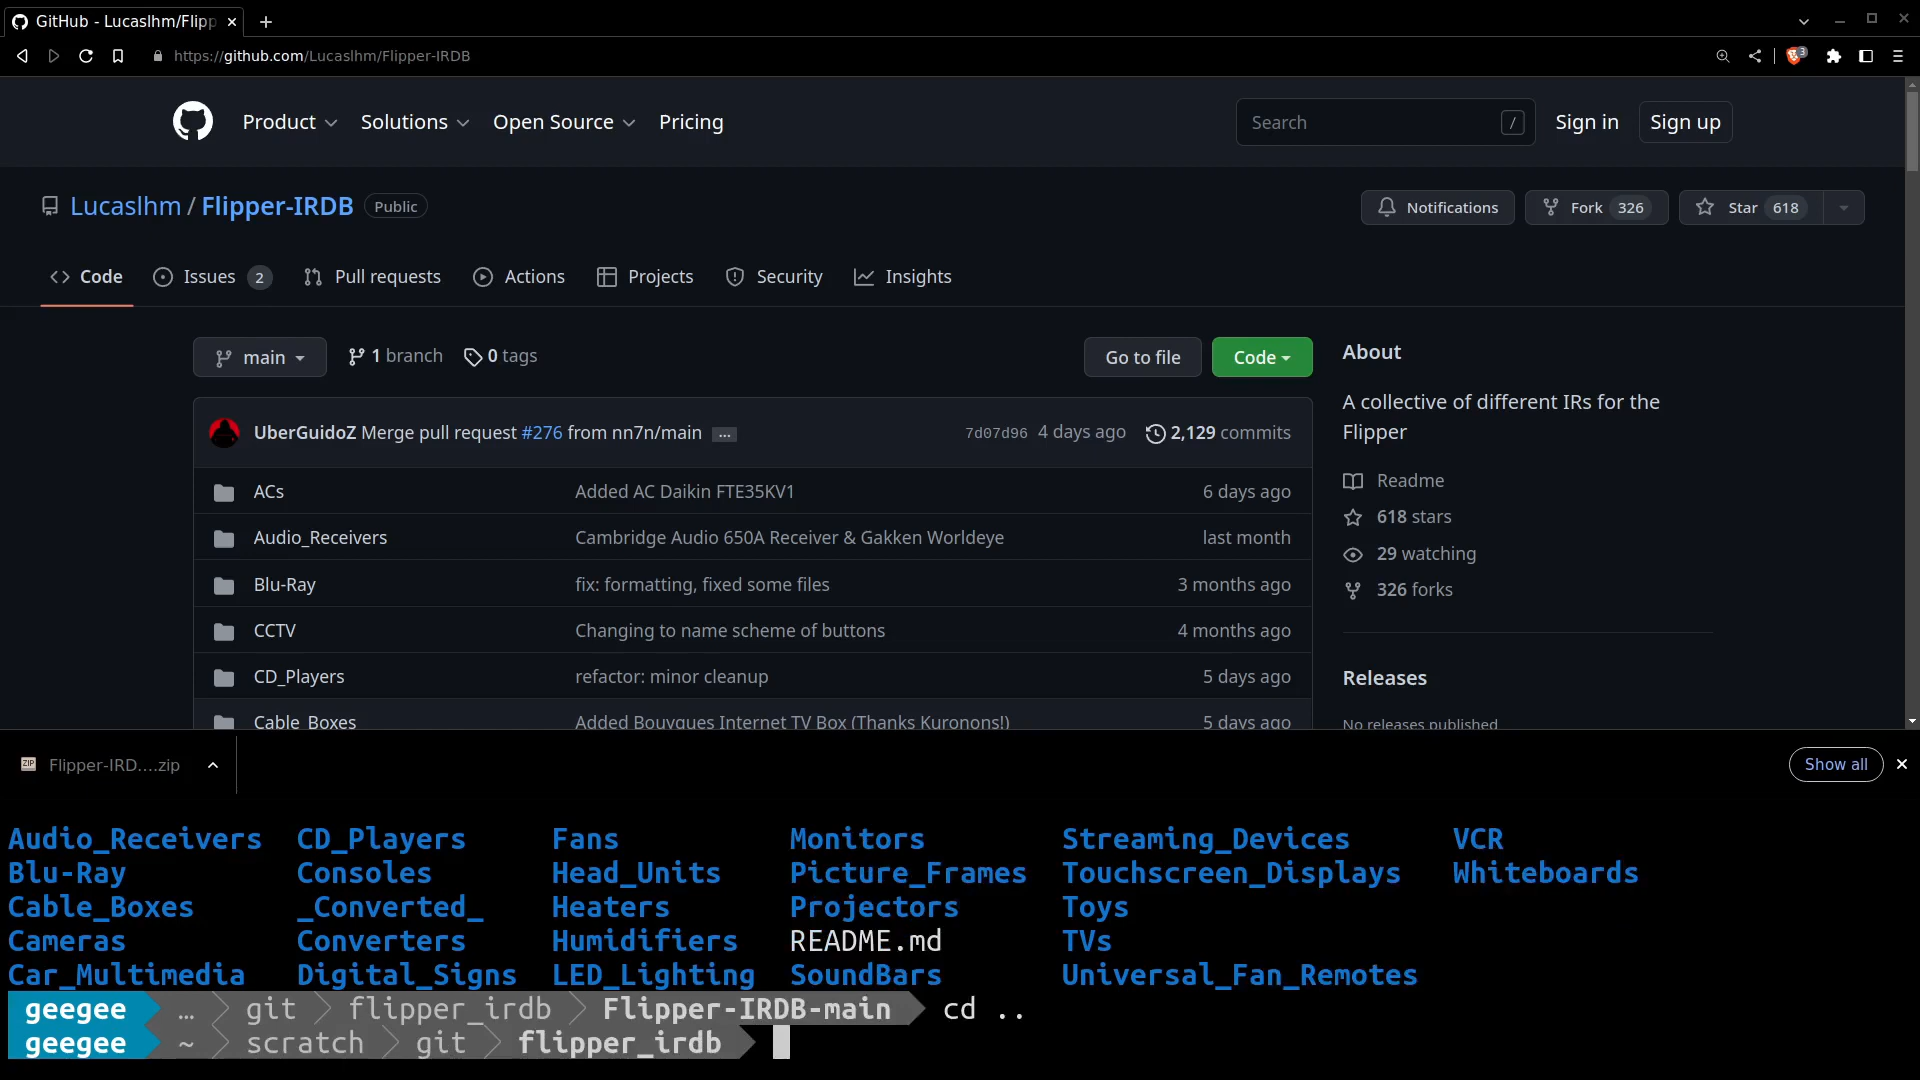 GitHub - Lucaslhm/Flipp
https://github.com/Lucaslhm/Flipper-IRDB
3
Product Solutions Open Source Pricing
Search / Sign in Sign up
Lucaslhm / Flipper-IRDB Public
Notifications Fork 326 Star 618
Code Issues 2 Pull requests Actions Projects Security Insights
main 1 branch 0 tags Go to file Code
UberGuidoZ Merge pull request #276 from nn7n/main ... 7d07d96 4 days ago 2,129 commits
ACs Added AC Daikin FTE35KV1 6 days ago
Audio_Receivers Cambridge Audio 650A Receiver & Gakken Worldeye last month
Blu-Ray fix: formatting, fixed some files 3 months ago
CCTV Changing to name scheme of buttons 4 months ago
CD_Players refactor: minor cleanup 5 days ago
Cable_Boxes Added Bouygues Internet TV Box (Thanks Kuronons!) 5 days ago
About
A collective of different IRs for the
Flipper
Readme
618 stars
29 watching
326 forks
Releases
No releases published
ZIP Flipper-IRD....zip Show all
Audio_Receivers CD_Players Fans Monitors Streaming_Devices VCR
Blu-Ray Consoles Head_Units Picture_Frames Touchscreen_Displays Whiteboards
Cable_Boxes _Converted_ Heaters Projectors Toys
Cameras Converters Humidifiers README.md TVs
Car_Multimedia Digital_Signs LED_Lighting SoundBars Universal_Fan_Remotes
geegee … git flipper_irdb Flipper-IRDB-main cd ..
geegee ~ scratch git flipper_irdb